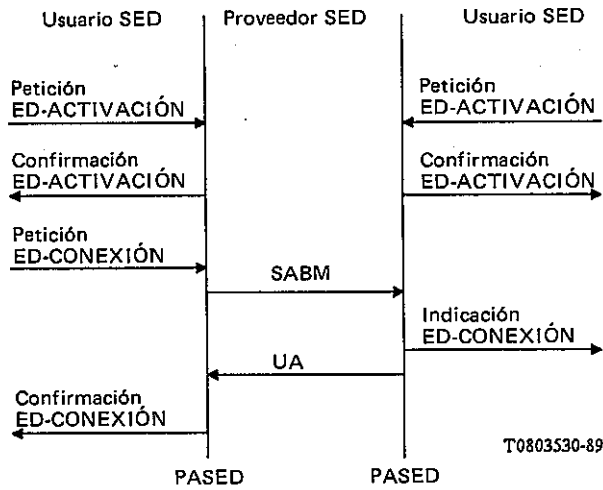 Usuario SED Proveedor SED Usuario SED
Petición
ED-ACTIVACIÓN
Petición
ED-ACTIVACIÓN
Confirmación
ED-ACTIVACIÓN
Confirmación
ED-ACTIVACIÓN
Petición
ED-CONEXIÓN
SABM
Indicación
ED-CONEXIÓN
UA
Confirmación
ED-CONEXIÓN
T0803530-89
PASED PASED